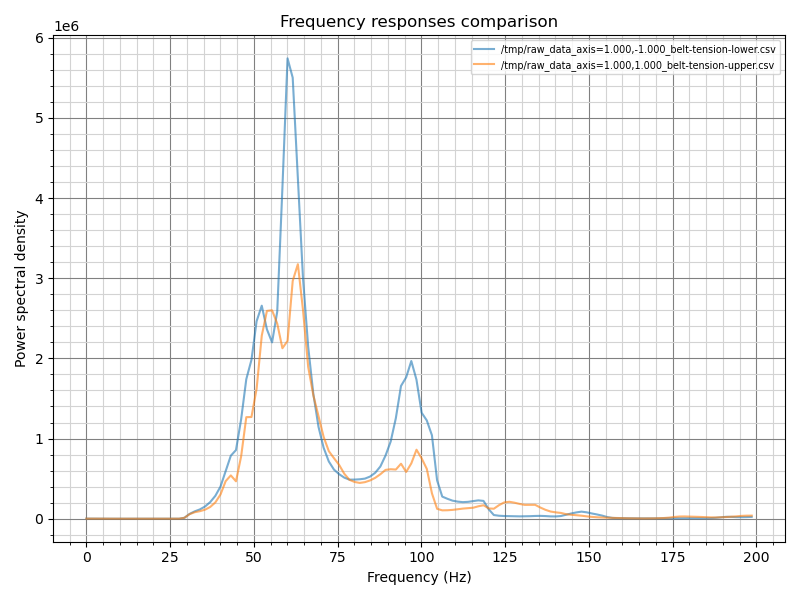 Frequency responses comparison
1e6
/tmp/raw_data_axis=1.000,-1.000_belt-tension-lower.csv
/tmp/raw_data_axis=1.000,1.000_belt-tension-upper.csv
6
5
4
3
2
1
0
Power spectral density
0 25 50 75 100 125 150 175 200
Frequency (Hz)